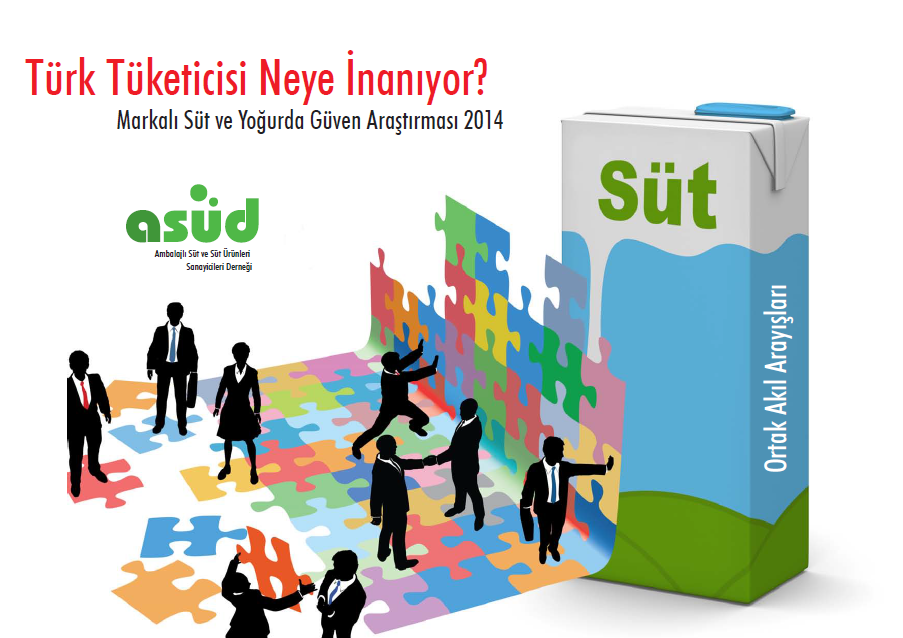 Türk Tüketicisi Neye İnanıyor?
Markalı Süt ve Yoğurda Güven Araştırması 2014
asüd
Ambalajlı Süt ve Süt Ürünleri
Sanayicileri Derneği
Süt
Ortak Akıl Arayışları